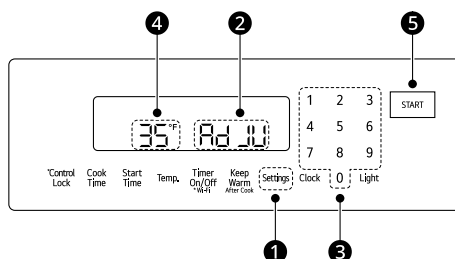 4 2 5
1 2 3
START
35°F Ad JU
4 5 6
7 8 9
*Control Lock
Cook Time
Start Time
Temp.
Timer On/Off
*Wi-Fi
Keep Warm
After Cook
Settings
Clock 0 Light
1 3